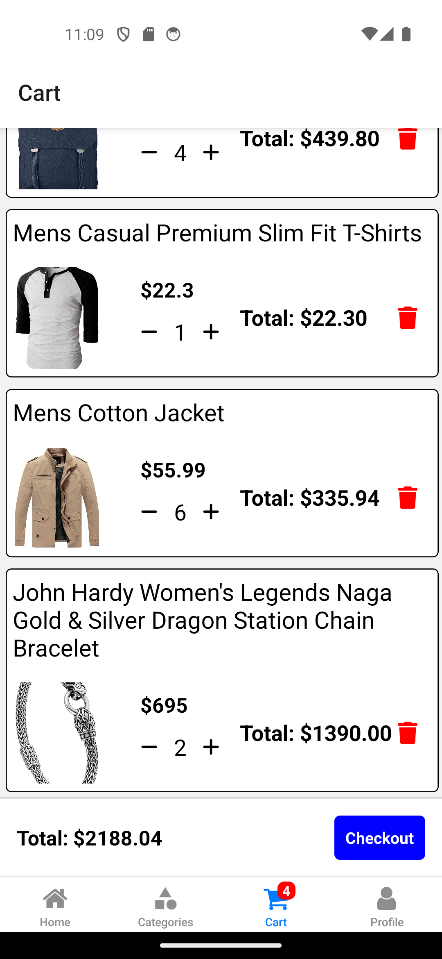 11:09
Cart
4
Total: $439.80
Mens Casual Premium Slim Fit T-Shirts
$22.3
1
Total: $22.30
Mens Cotton Jacket
$55.99
6
Total: $335.94
John Hardy Women's Legends Naga
Gold & Silver Dragon Station Chain
Bracelet
$695
2
Total: $1390.00
Total: $2188.04
Checkout
4
Home
Categories
Cart
Profile